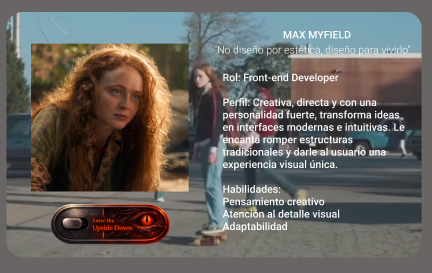 MAX MYFIELD
"No diseño por estética, diseño para vivirlo"
Rol: Front-end Developer
Perfil: Creativa, directa y con una
personalidad fuerte, transforma ideas
en interfaces modernas e intuitivas. Le
encanta romper estructuras
tradicionales y darle al usuario una
experiencia visual única.
Habilidades:
Pensamiento creativo
Atención al detalle visual
Adaptabilidad
Enter the
Upside Down